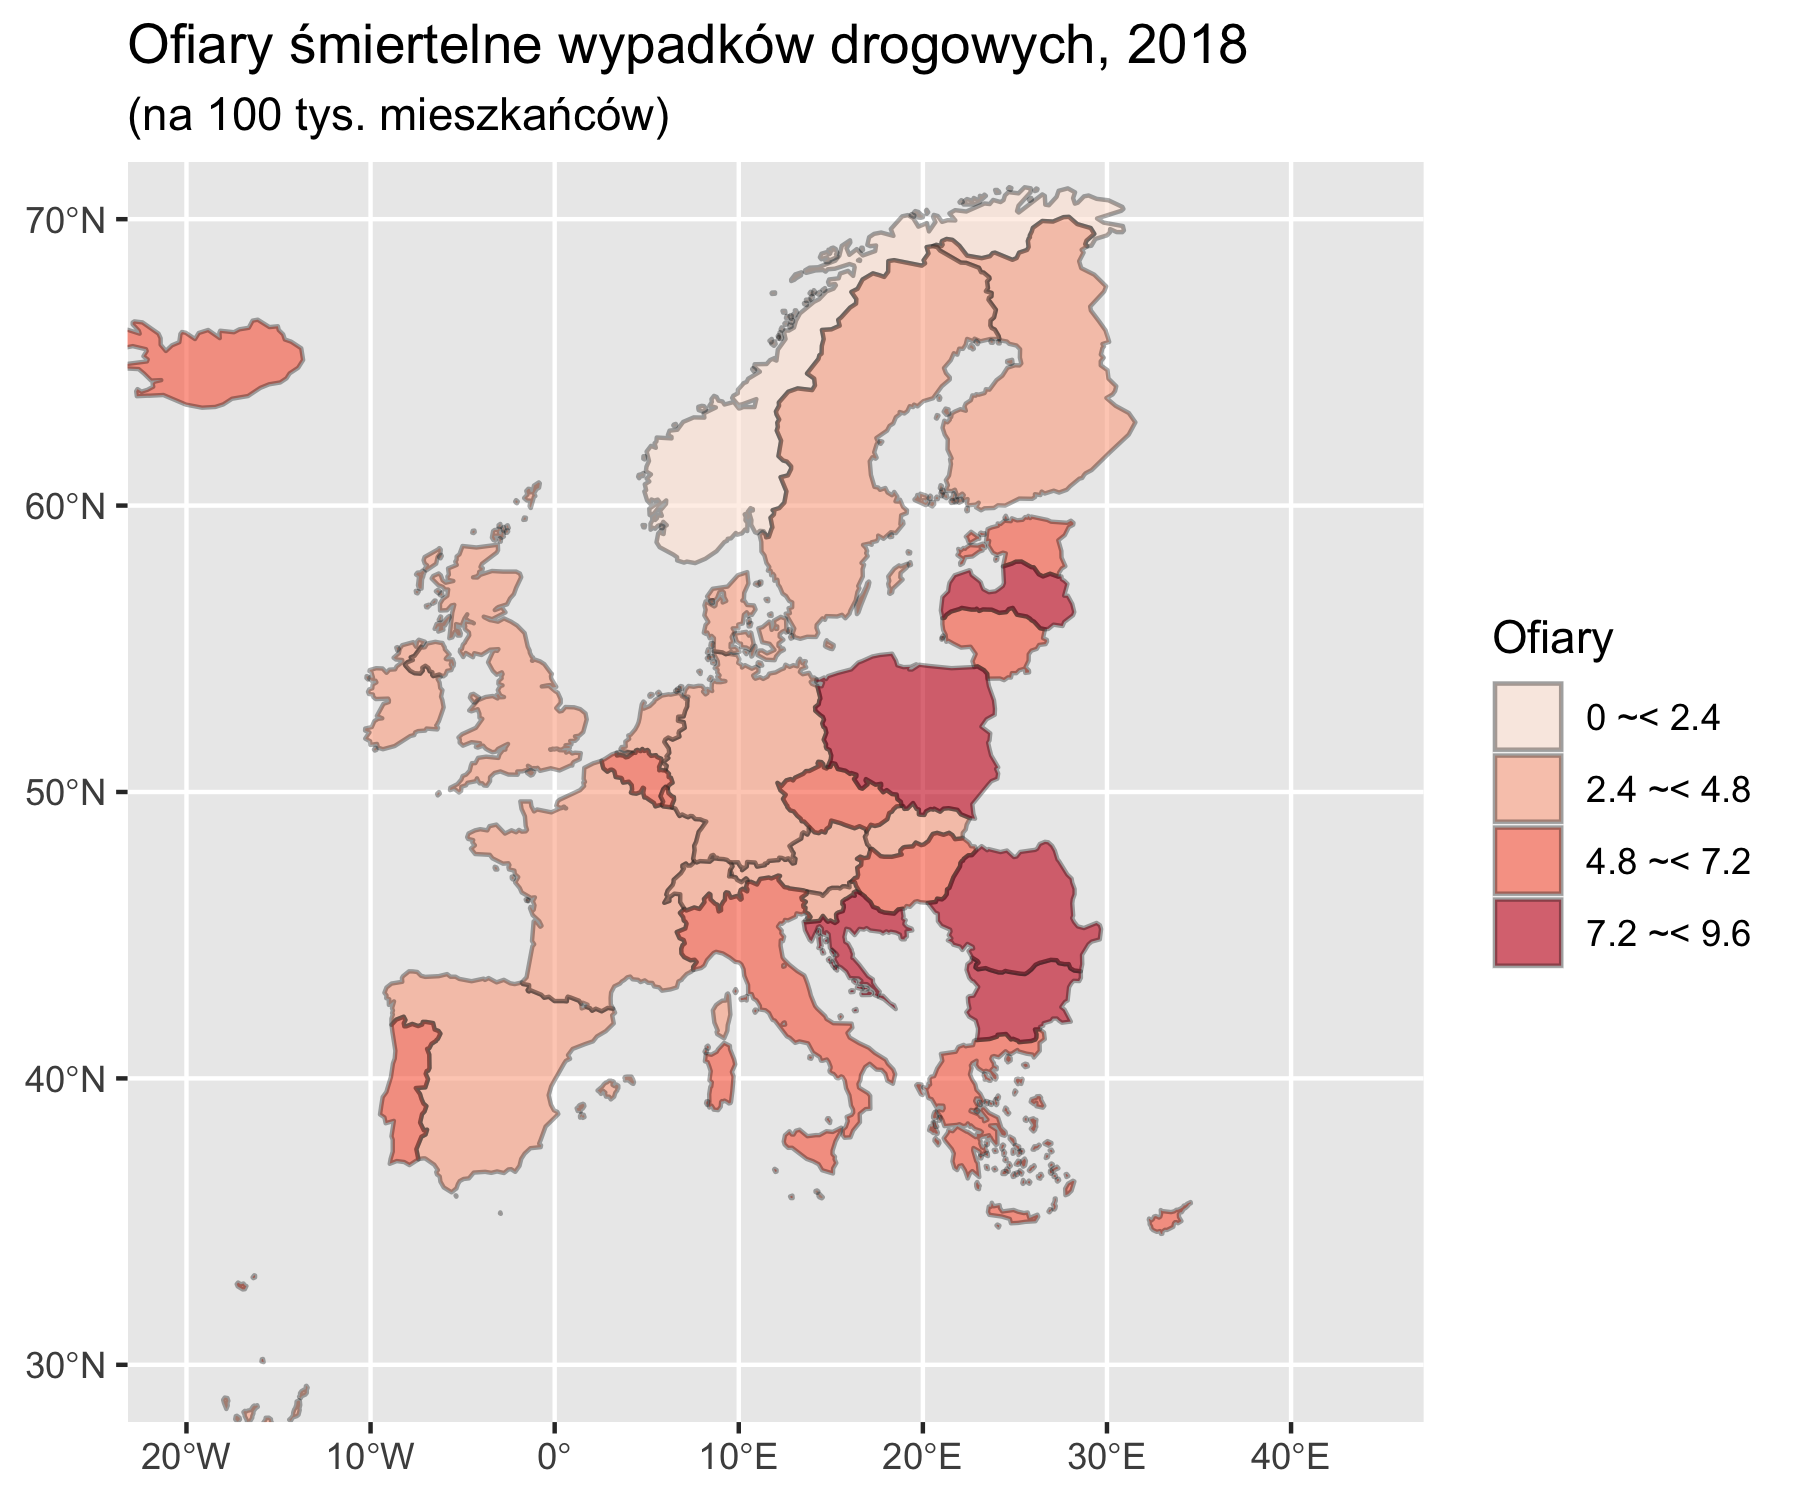 Ofiary śmiertelne wypadków drogowych, 2018
(na 100 tys. mieszkańców)
70°N
60°N
50°N
40°N
30°N
20°W 10°W 0° 10°E 20°E 30°E 40°E
Ofiary
0 ~< 2.4
2.4 ~< 4.8
4.8 ~< 7.2
7.2 ~< 9.6